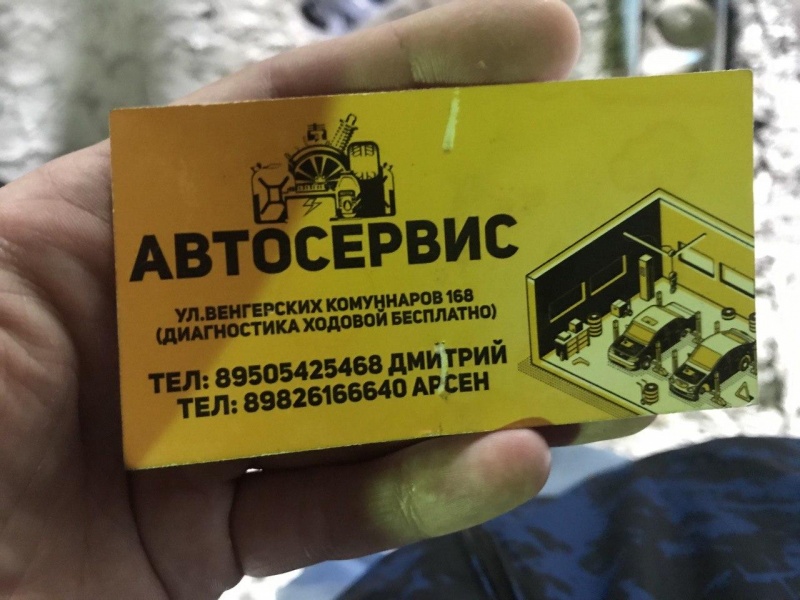 АВТОСЕРВИС
УЛ.ВЕНГЕРСКИХ КОМУННАРОВ 168
(ДИАГНОСТИКА ХОДОВОЙ БЕСПЛАТНО)
ТЕЛ: 89505425468 ДМИТРИЙ
ТЕЛ: 89826166640 АРСЕН